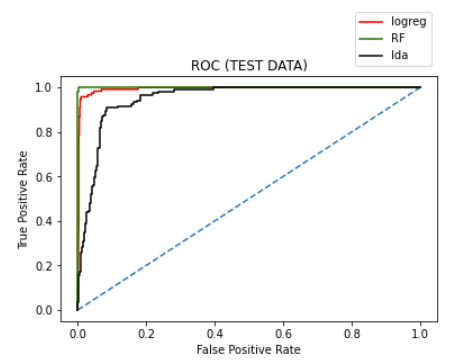 logreg
RF
lda
ROC (TEST DATA)
True Positive Rate
1.0
0.8
0.6
0.4
0.2
0.0
0.0 0.2 0.4 0.6 0.8 1.0
False Positive Rate